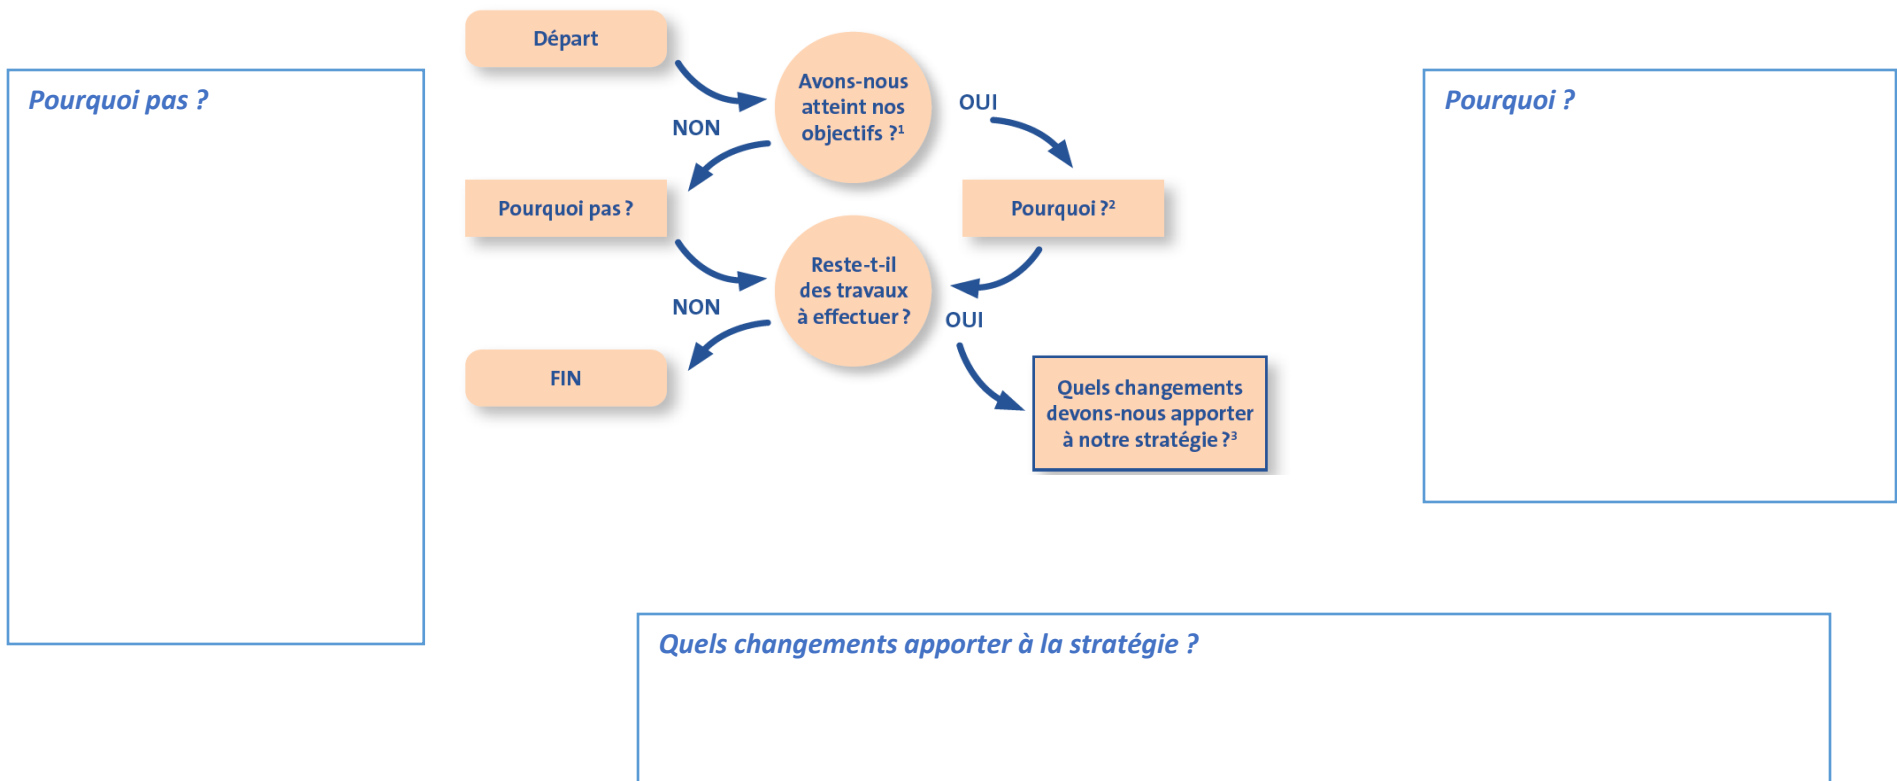 Départ
Avons-nous
atteint nos
objectifs ?¹
OUI
NON
Pourquoi pas ?
Pourquoi ?
Pourquoi pas ?
Pourquoi ?²
Reste-t-il
des travaux
à effectuer ?
NON
OUI
FIN
Quels changements
devons-nous apporter
à notre stratégie ?³
Quels changements apporter à la stratégie ?